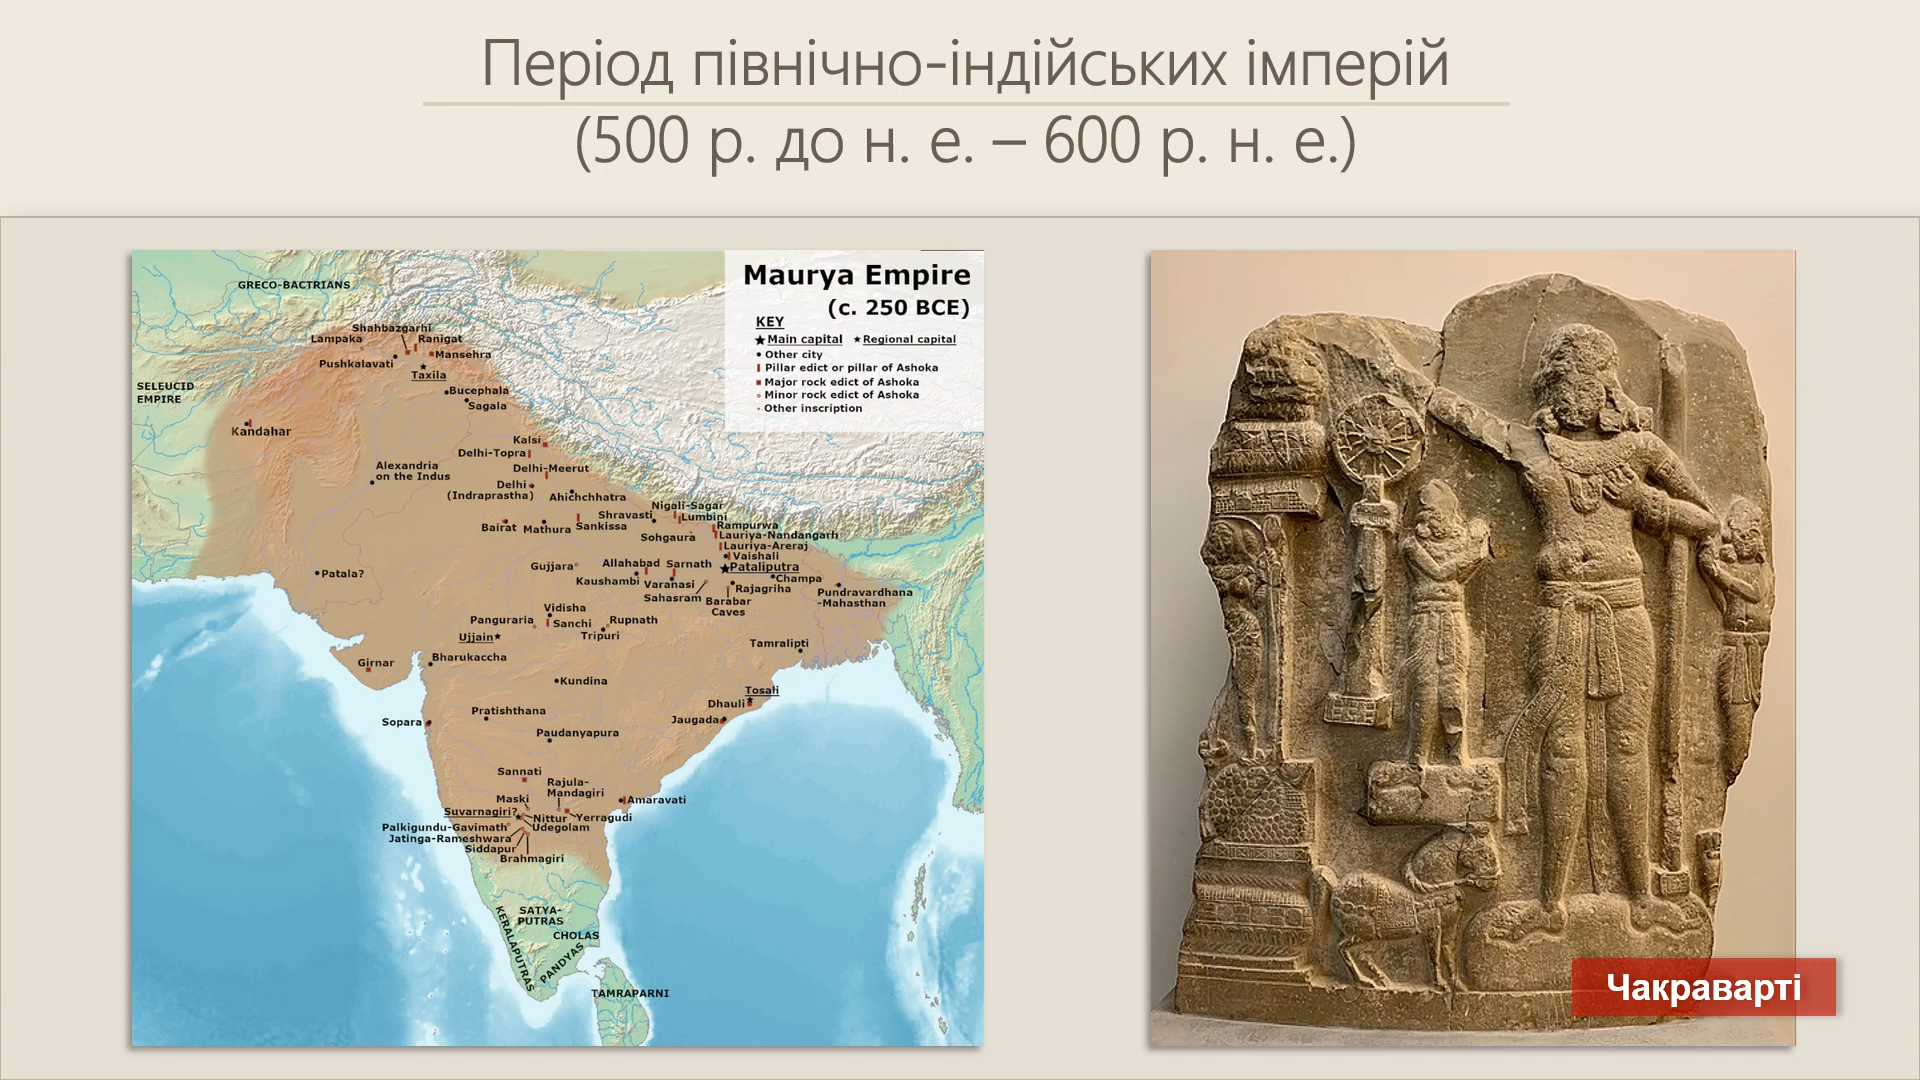 Період північно-індійських імперій
(500 р. до н. е. – 600 р. н. е.)
Maurya Empire
(c. 250 BCE)
KEY
Main capital
Regional capital
Other city
Pillar edict or pillar of Ashoka
Major rock edict of Ashoka
Minor rock edict of Ashoka
Other inscription
GRECO-BACTRIANS
Shahbazgarhi
Lampaka
Ranigat
Mansehra
Pushkalavati
Taxila
SELEUCID
EMPIRE
Bucephala
Sagala
Kandahar
Kalsi
Delhi-Topra
Alexandria
on the Indus
Delhi-Meerut
Delhi
(Indraprastha)
Ahichchhatra
Nigali-Sagar
Shravasti
Lumbini
Bairat
Mathura
Sankissa
Rampurwa
Sohgaura
Lauriya-Nandangarh
Lauriya-Areraj
Vaishali
Gujjara
Allahabad
Sarnath
Pataliputra
Patala?
Kaushambi
Varanasi
Champa
Sahasram
Rajagriha
Barabar
Caves
Pundravardhana
-Mahasthan
Vidisha
Panguraria
Sanchi
Rupnath
Ujjain
Tripuri
Tamralipti
Girnar
Bharukaccha
Kundina
Tosali
Dhauli
Sopara
Pratishthana
Jaugada
Paudanyapura
Sannati
Rajula-
Mandagiri
Maski
Amaravati
Suvarnagiri?
Nittur
Yerragudi
Palkigundu-Gavimath
Udegolam
Jatinga-Rameshwara
Siddapur
Brahmagiri
SATYA-
PUTRAS
KERALAPUTRAS
CHOLAS
PANDYAS
TAMRAPARNI
Чакраварті